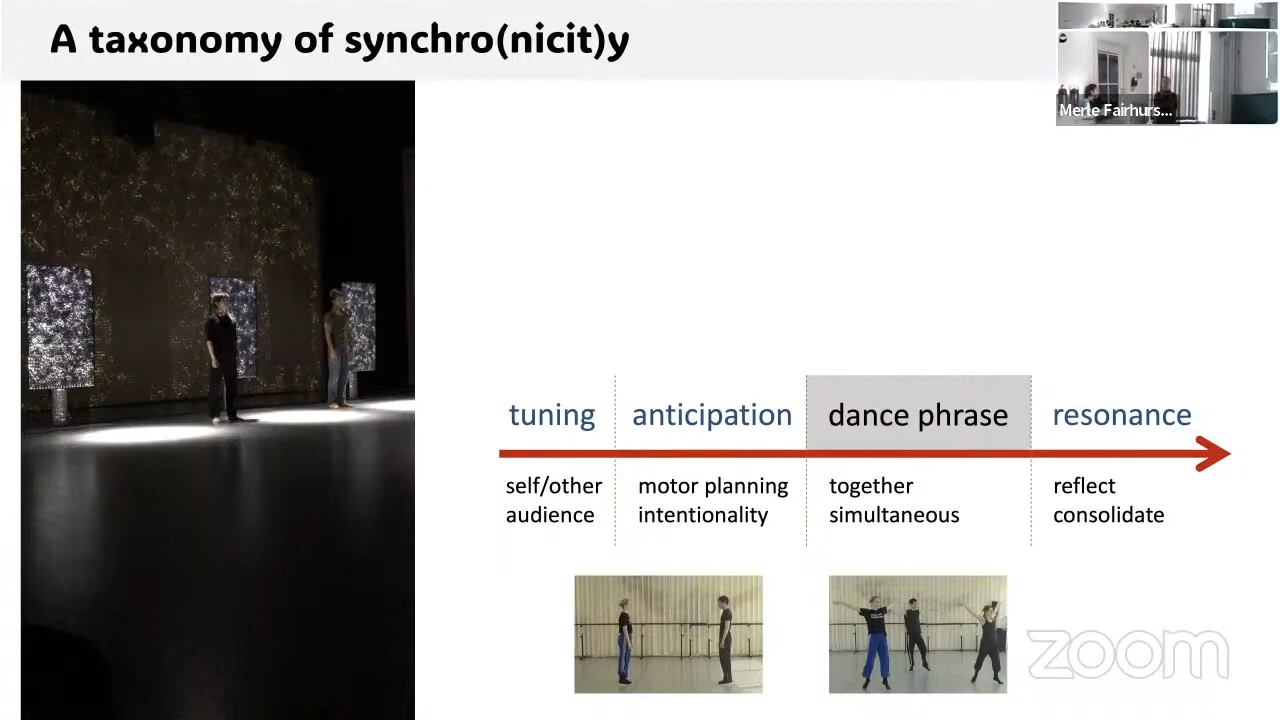 A taxonomy of synchro(nicit)y
Merle Fairhurs...
tuning anticipation dance phrase resonance
self/other motor planning together reflect
audience intentionality simultaneous consolidate
zoom